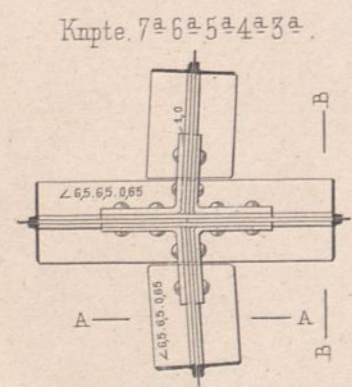 Knpte. 7ª 6ª 5ª 4ª 3ª.
1,0
B
∠ 6,5. 6,5. 0,65
∠ 6,5. 6,5. 0,65
A
A
B